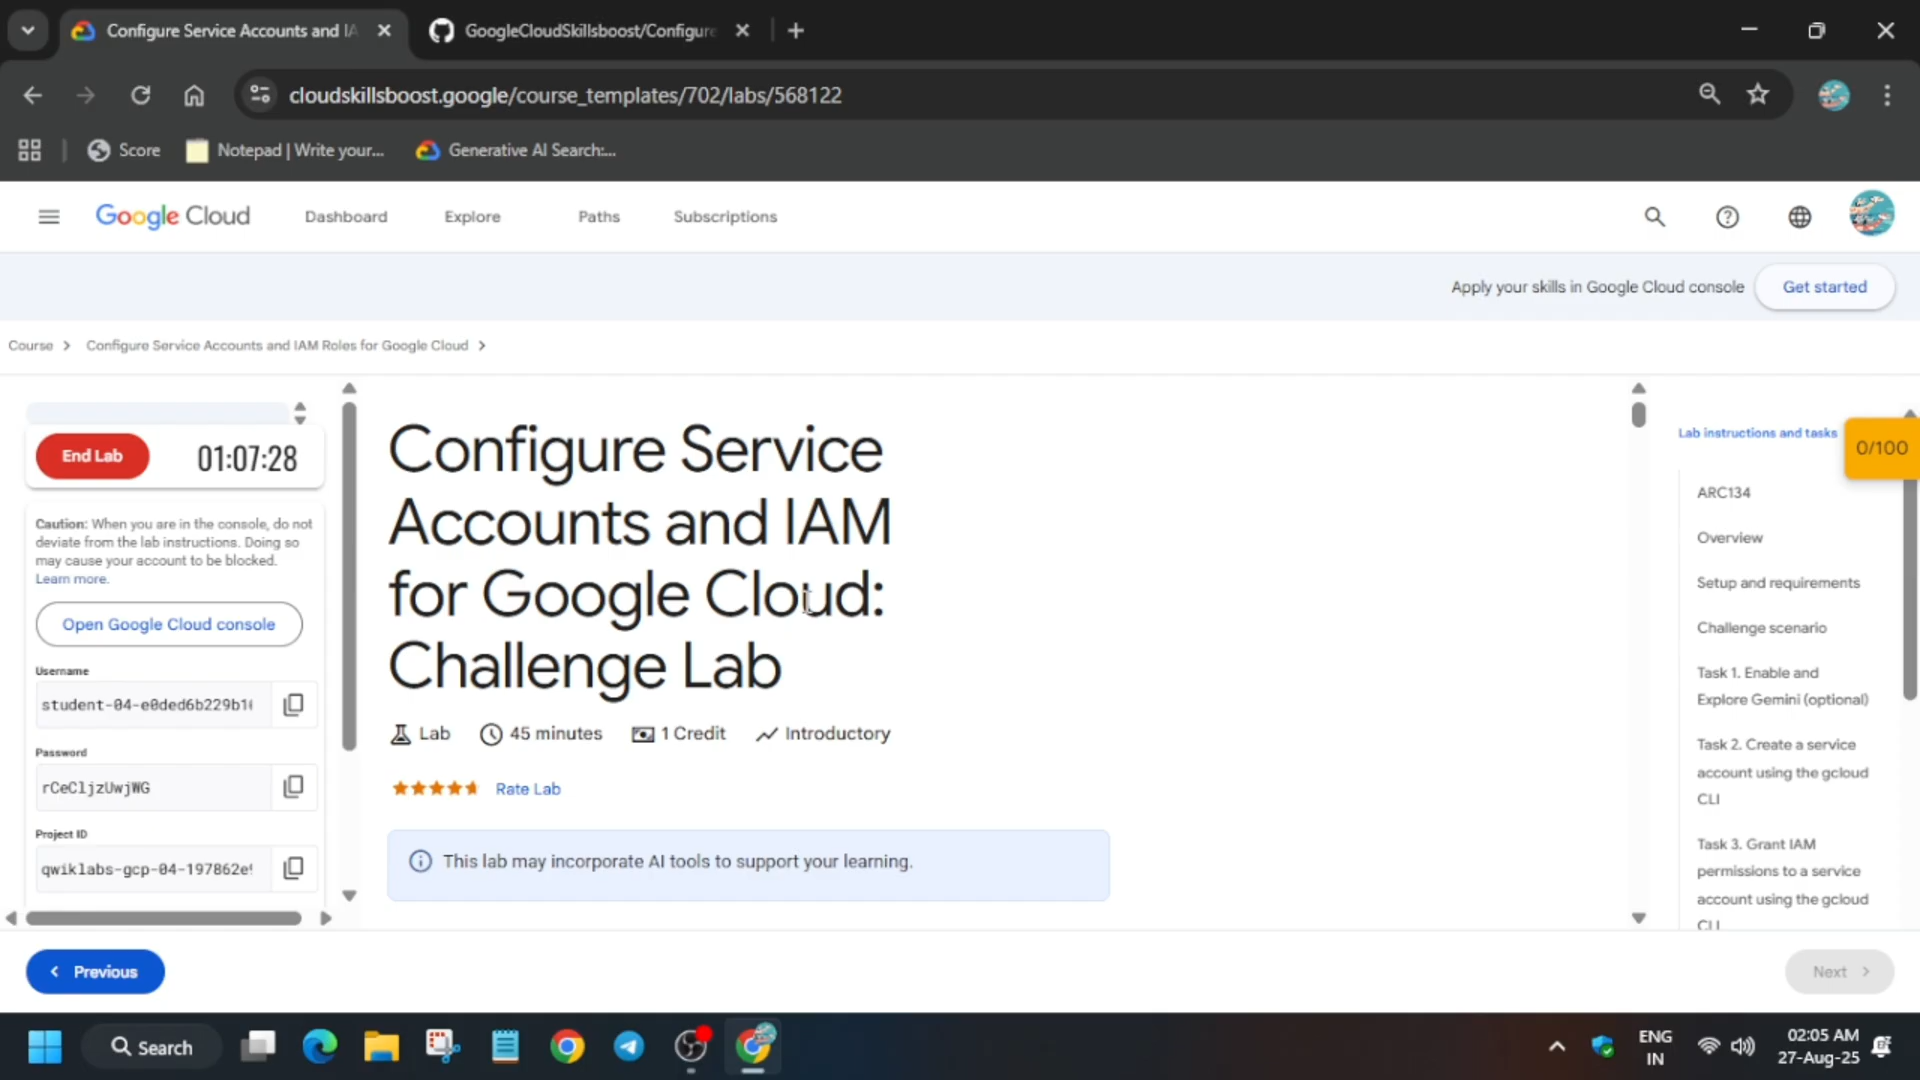 Configure Service Accounts and IA
GoogleCloudSkillsboost/Configure
cloudskillsboost.google/course_templates/702/labs/568122
Score
Notepad | Write your...
Generative AI Search:...
Google Cloud
Dashboard
Explore
Paths
Subscriptions
Apply your skills in Google Cloud console
Get started
Course
Configure Service Accounts and IAM Roles for Google Cloud
End Lab
01:07:28
Caution: When you are in the console, do not
deviate from the lab instructions. Doing so
may cause your account to be blocked.
Learn more.
Open Google Cloud console
Username
student-04-e0ded6b229b1
Password
rCeCljzUwjWG
Project ID
qwiklabs-gcp-04-197862e
Configure Service
Accounts and IAM
for Google Cloud:
Challenge Lab
Lab
45 minutes
1 Credit
Introductory
Rate Lab
This lab may incorporate AI tools to support your learning.
Lab instructions and tasks
0/100
ARC134
Overview
Setup and requirements
Challenge scenario
Task 1. Enable and
Explore Gemini (optional)
Task 2. Create a service
account using the gcloud
CLI
Task 3. Grant IAM
permissions to a service
account using the gcloud
CLI
Previous
Next
Search
ENG
IN
02:05 AM
27-Aug-25